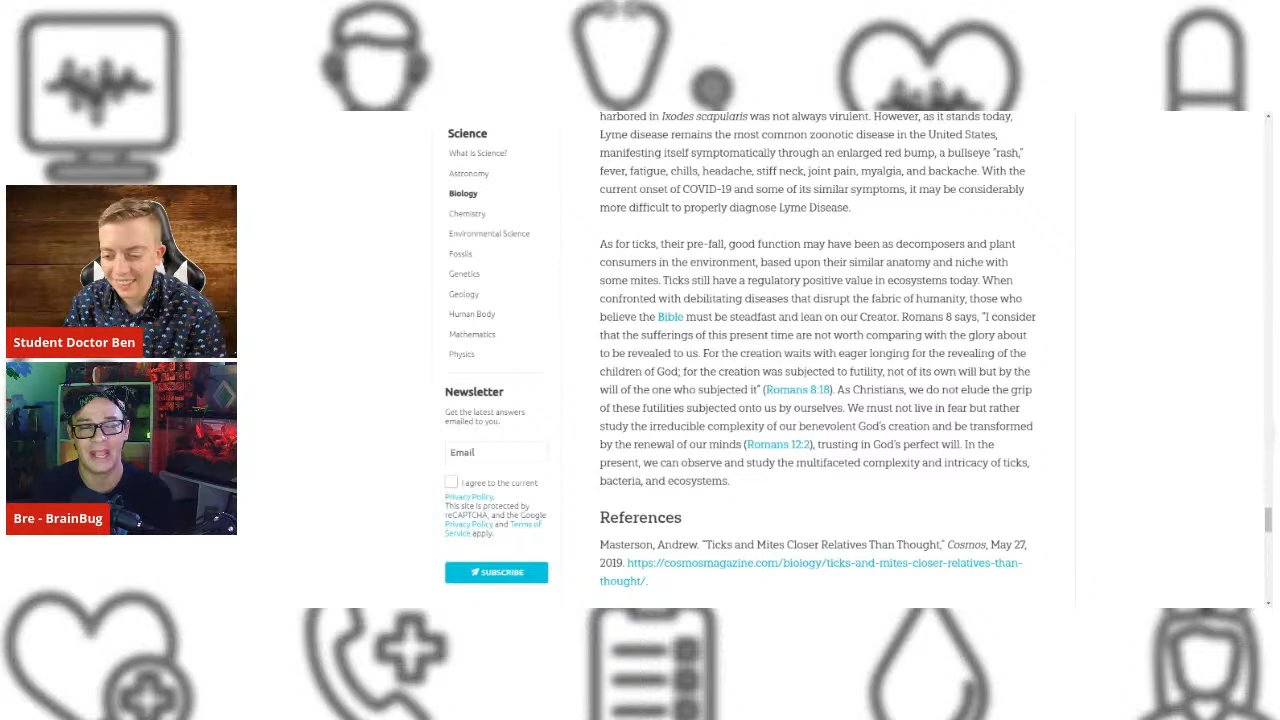 Student Doctor Ben
Bre - BrainBug
Science
What Is Science?
Astronomy
Biology
Chemistry
Environmental Science
Fossils
Genetics
Geology
Human Body
Mathematics
Physics
Newsletter
Get the latest answers
emailed to you.
Email
I agree to the current
Privacy Policy.
This site is protected by
reCAPTCHA, and the Google
Privacy Policy and Terms of
Service apply.
SUBSCRIBE
harbored in Ixodes scapularis was not always virulent. However, as it stands today,
Lyme disease remains the most common zoonotic disease in the United States,
manifesting itself symptomatically through an enlarged red bump, a bullseye "rash,"
fever, fatigue, chills, headache, stiff neck, joint pain, myalgia, and backache. With the
current onset of COVID-19 and some of its similar symptoms, it may be considerably
more difficult to properly diagnose Lyme Disease.
As for ticks, their pre-fall, good function may have been as decomposers and plant
consumers in the environment, based upon their similar anatomy and niche with
some mites. Ticks still have a regulatory positive value in ecosystems today. When
confronted with debilitating diseases that disrupt the fabric of humanity, those who
believe the Bible must be steadfast and lean on our Creator. Romans 8 says, "I consider
that the sufferings of this present time are not worth comparing with the glory about
to be revealed to us. For the creation waits with eager longing for the revealing of the
children of God; for the creation was subjected to futility, not of its own will but by the
will of the one who subjected it" (Romans 8:18). As Christians, we do not elude the grip
of these futilities subjected onto us by ourselves. We must not live in fear but rather
study the irreducible complexity of our benevolent God's creation and be transformed
by the renewal of our minds (Romans 12:2), trusting in God's perfect will. In the
present, we can observe and study the multifaceted complexity and intricacy of ticks,
bacteria, and ecosystems.
References
Masterson, Andrew. "Ticks and Mites Closer Relatives Than Thought," Cosmos, May 27,
2019. https://cosmosmagazine.com/biology/ticks-and-mites-closer-relatives-than-
thought/.